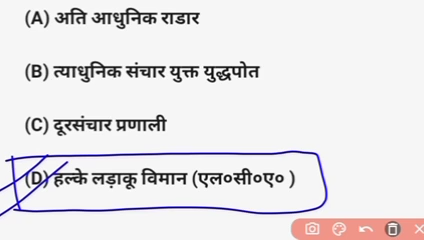 (A) अति आधुनिक राडार
(B) त्याधुनिक संचार युक्त युद्धपोत
(C) दूरसंचार प्रणाली
(D) हल्के लड़ाकू विमान (एल०सी०ए० )